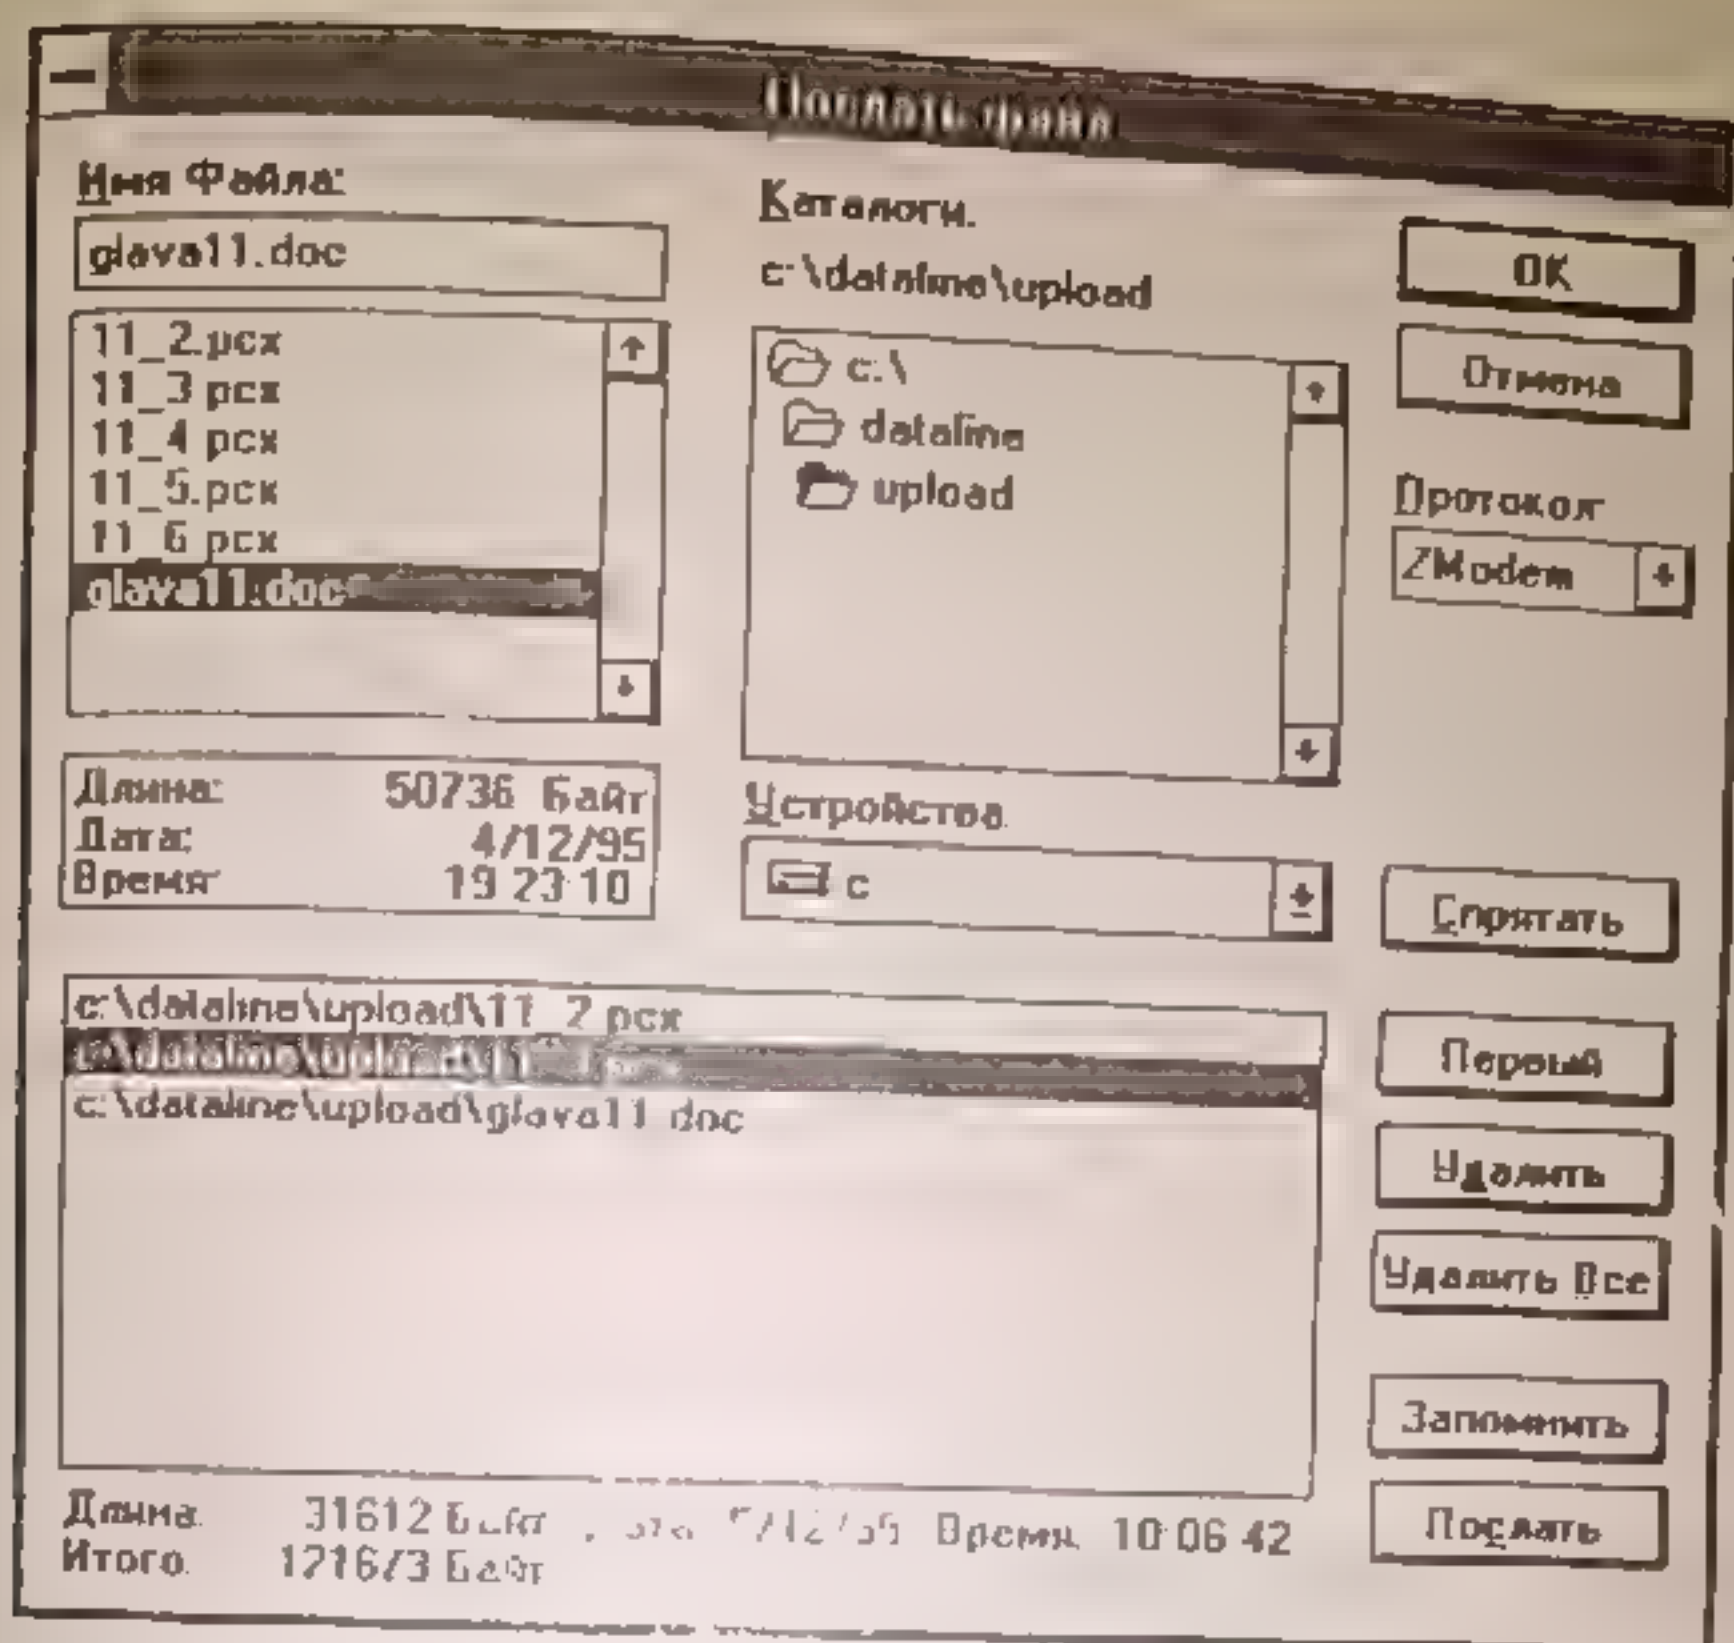 Послать файл
Имя Файла:
glava11.doc
11_2.pcx
11_3.pcx
11_4.pcx
11_5.pcx
11_6.pcx
glava11.doc
Длина: 50736 Байт
Дата: 4/12/95
Время: 19:23:10
Каталоги:
c:\dataline\upload
c:\
dataline
upload
Устройства:
c
OK
Отмена
Протокол:
ZModem
Спрятать
c:\dataline\upload\11_2.pcx
c:\dataline\upload\glava11.doc
Первый
Удалить
Удалить Все
Запомнить
Послать
Длина: 31612 Байт Время: 10:06:42
Итого: 121673 Байт